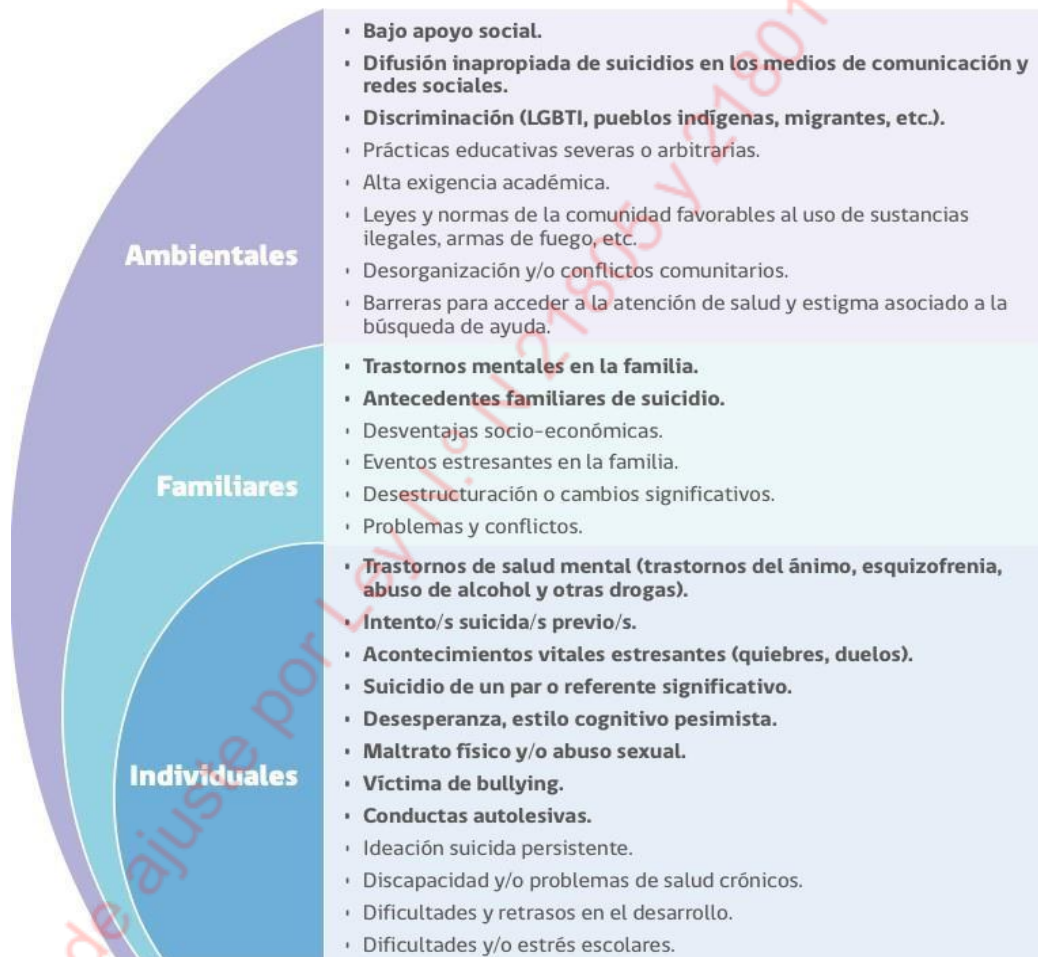 Ambientales
· Bajo apoyo social.
· Difusión inapropiada de suicidios en los medios de comunicación y
redes sociales.
· Discriminación (LGBTI, pueblos indígenas, migrantes, etc.).
· Prácticas educativas severas o arbitrarias.
· Alta exigencia académica.
· Leyes y normas de la comunidad favorables al uso de sustancias
ilegales, armas de fuego, etc.
· Desorganización y/o conflictos comunitarios.
· Barreras para acceder a la atención de salud y estigma asociado a la
búsqueda de ayuda.
Familiares
· Trastornos mentales en la familia.
· Antecedentes familiares de suicidio.
· Desventajas socio-económicas.
· Eventos estresantes en la familia.
· Desestructuración o cambios significativos.
· Problemas y conflictos.
Individuales
· Trastornos de salud mental (trastornos del ánimo, esquizofrenia,
abuso de alcohol y otras drogas).
· Intento/s suicida/s previo/s.
· Acontecimientos vitales estresantes (quiebres, duelos).
· Suicidio de un par o referente significativo.
· Desesperanza, estilo cognitivo pesimista.
· Maltrato físico y/o abuso sexual.
· Víctima de bullying.
· Conductas autolesivas.
· Ideación suicida persistente.
· Discapacidad y/o problemas de salud crónicos.
· Dificultades y retrasos en el desarrollo.
· Dificultades y/o estrés escolares.
de ajuste por Ley N.º N 21805 y 21801